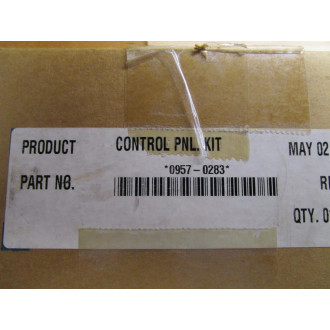 PRODUCT CONTROL PNL. KIT MAY 02
PART NO. *0957-0283*
QTY.